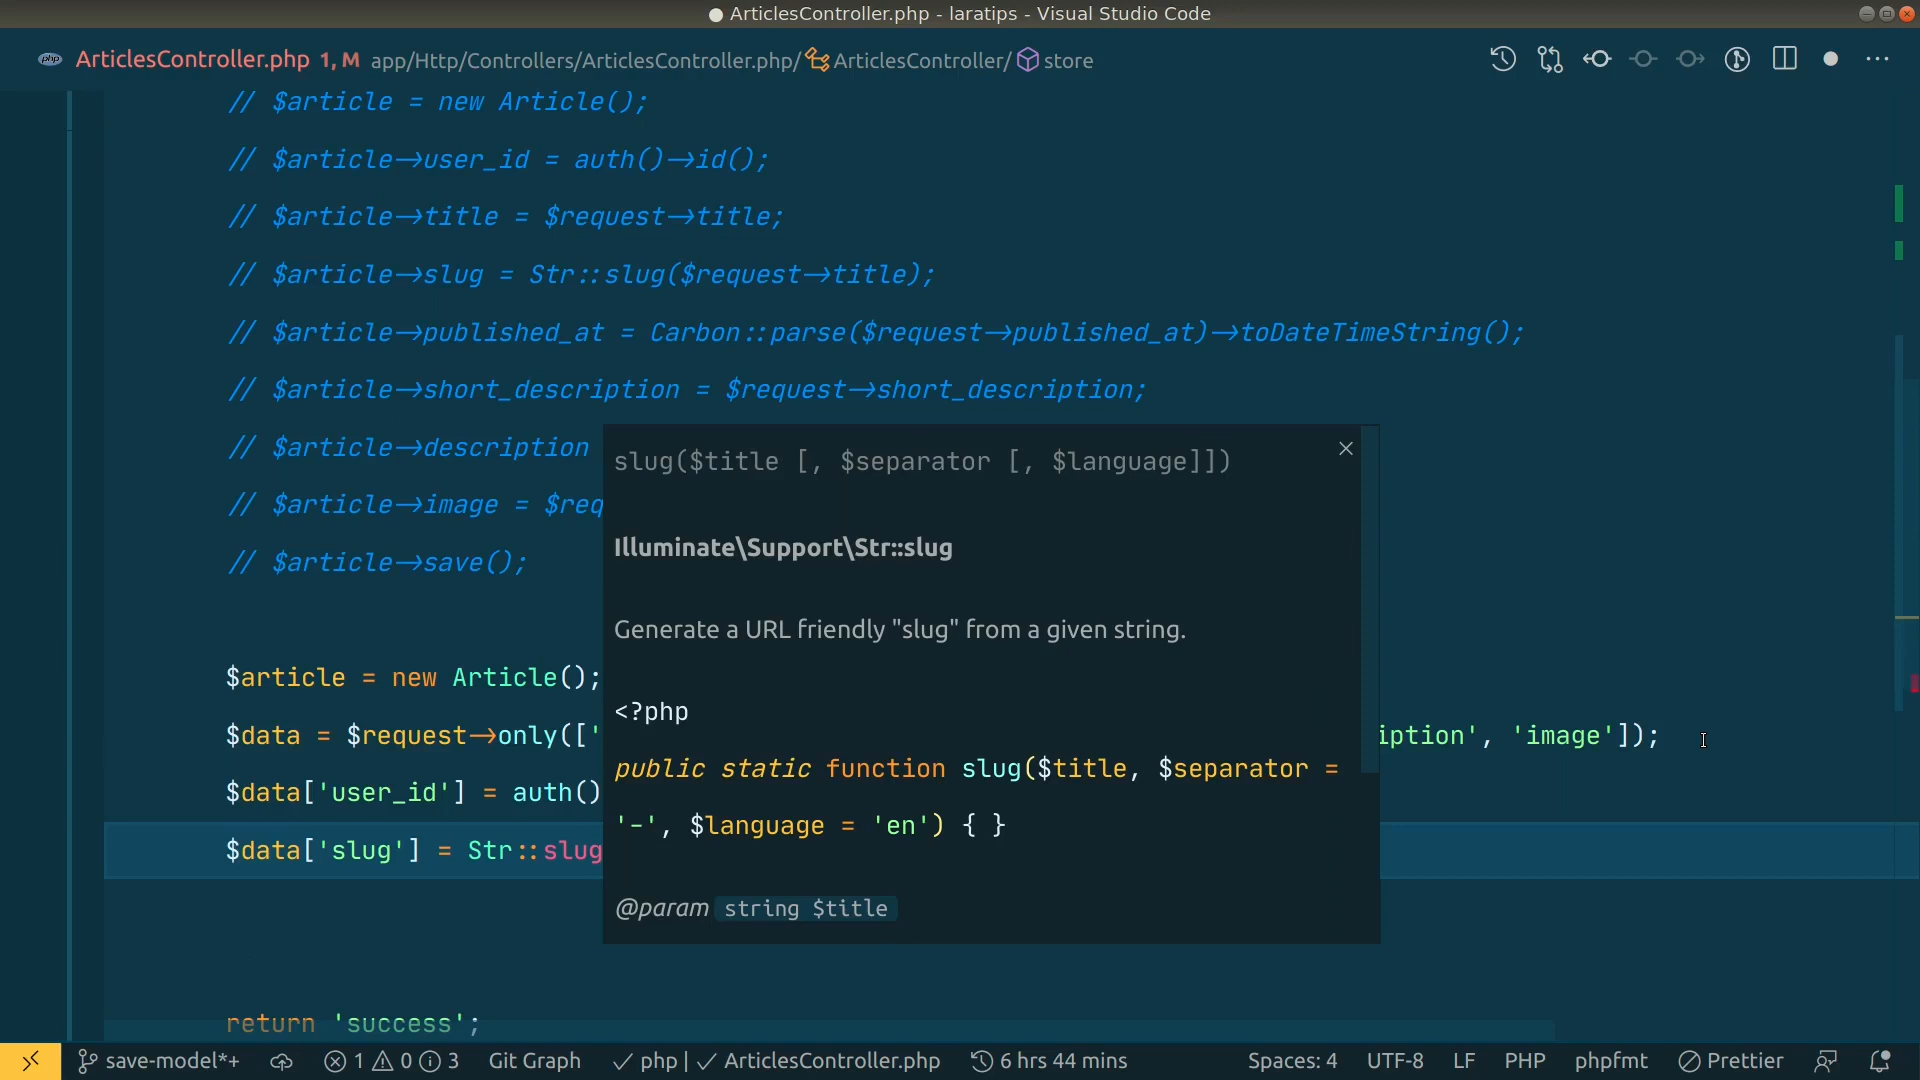 ArticlesController.php - laratips - Visual Studio Code
php ArticlesController.php 1, M app/Http/Controllers/ArticlesController.php/ ArticlesController/ store
// $article = new Article();
// $article->user_id = auth()->id();
// $article->title = $request->title;
// $article->slug = Str::slug($request->title);
// $article->published_at = Carbon::parse($request->published_at)->toDateTimeString();
// $article->short_description = $request->short_description;
// $article->description
// $article->image = $req
// $article->save();
slug($title [, $separator [, $language]])
Illuminate\Support\Str::slug
Generate a URL friendly "slug" from a given string.
<?php
public static function slug($title, $separator =
'-', $language = 'en') { }
@param string $title
$article = new Article();
$data = $request->only(['
iption', 'image']);
$data['user_id'] = auth()
$data['slug'] = Str::slug
return 'success';
save-model*+ 1 0 3 Git Graph php | ArticlesController.php 6 hrs 44 mins Spaces: 4 UTF-8 LF PHP phpfmt Prettier